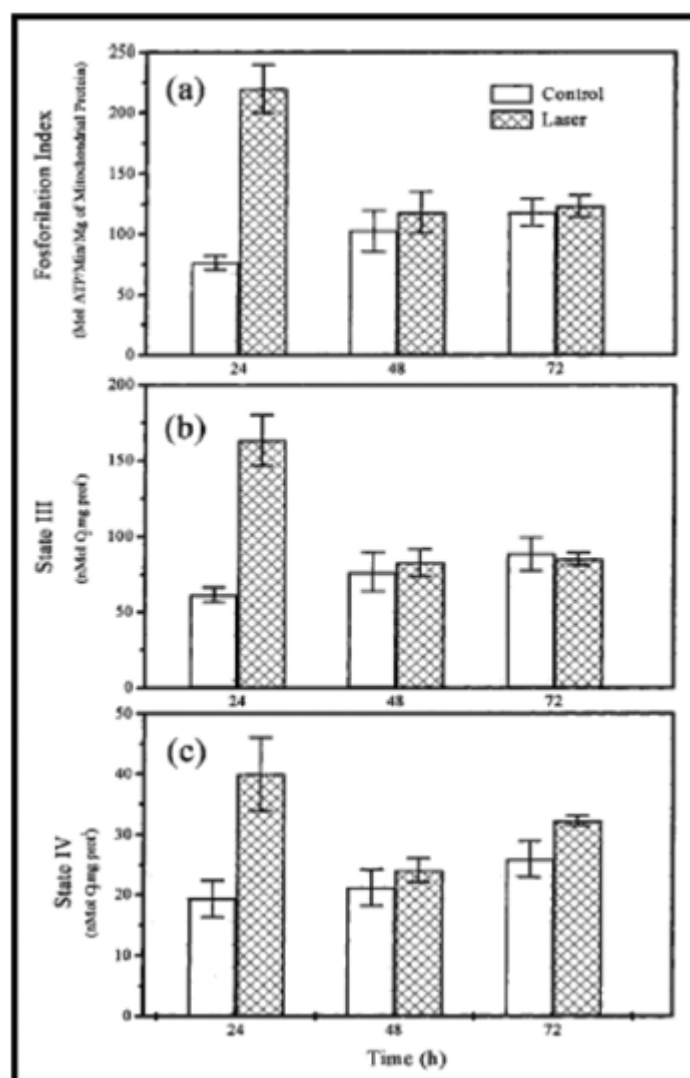 250
200
150
100
50
0
(a)
Control
Laser
Fosforilation Index
(Mol ATP/Min/Mg of Mitochondrial Protein)
24 48 72
200
150
100
50
0
(b)
State III
(nMol mg prot
24 48 72
50
40
30
20
10
0
(c)
State IV
(nMol mg prot
24 48 72
Time (h)